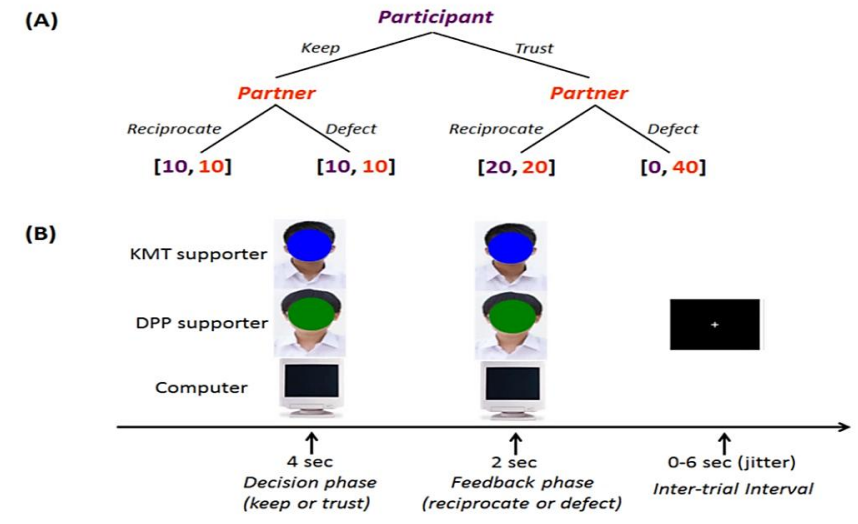 (A)
Participant
Keep Trust
Partner Partner
Reciprocate Defect Reciprocate Defect
[10, 10] [10, 10] [20, 20] [0, 40]
(B)
KMT supporter
DPP supporter
Computer
4 sec 2 sec 0-6 sec (jitter)
Decision phase Feedback phase Inter-trial Interval
(keep or trust) (reciprocate or defect)